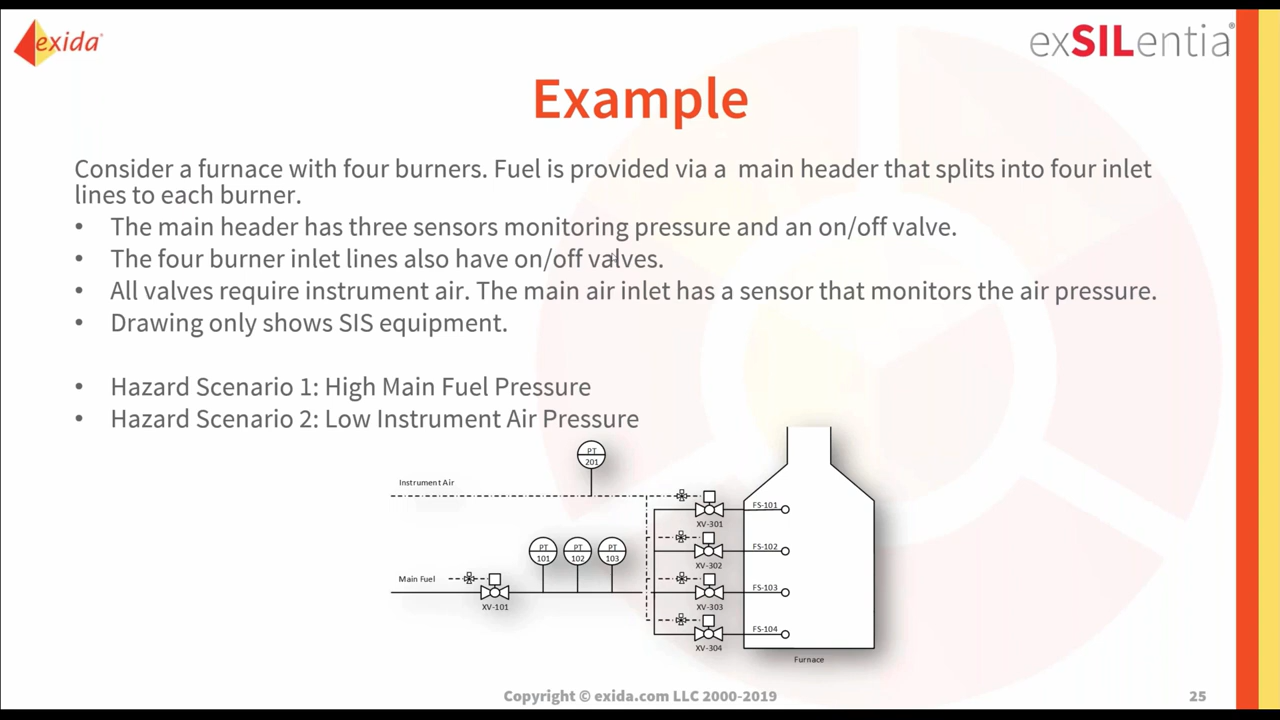 exida®
exSILentia®
Example
Consider a furnace with four burners. Fuel is provided via a main header that splits into four inlet
lines to each burner.
• The main header has three sensors monitoring pressure and an on/off valve.
• The four burner inlet lines also have on/off valves.
• All valves require instrument air. The main air inlet has a sensor that monitors the air pressure.
• Drawing only shows SIS equipment.
• Hazard Scenario 1: High Main Fuel Pressure
• Hazard Scenario 2: Low Instrument Air Pressure
PT
201
Instrument Air
XV-301
FS-101
XV-302
FS-102
PT
101
PT
102
PT
103
Main Fuel
XV-101
XV-303
FS-103
XV-304
FS-104
Furnace
Copyright © exida.com LLC 2000-2019
25